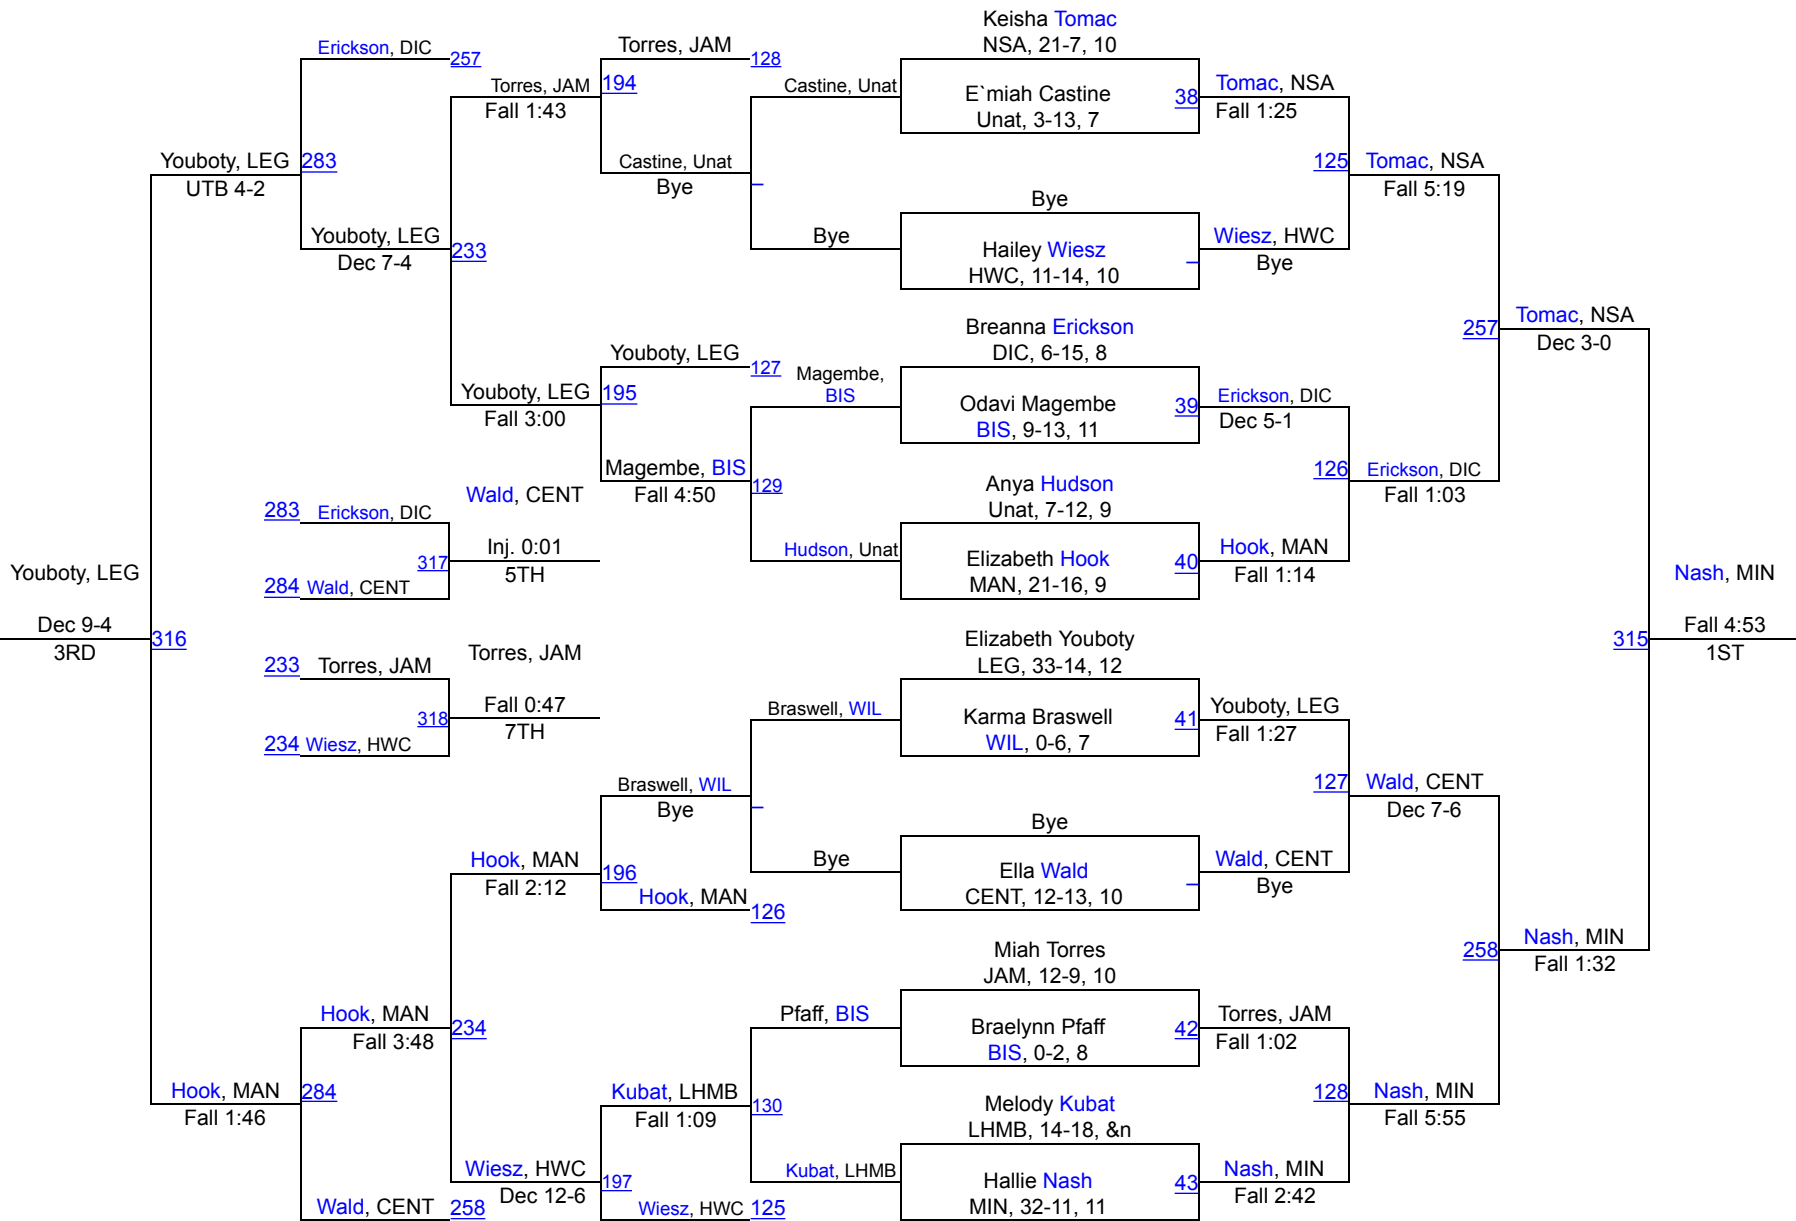 Keisha Tomac
NSA, 21-7, 10
Erickson, DIC
257
Torres, JAM
128
Torres, JAM
194
Fall 1:43
Castine, Unat
E`miah Castine
Unat, 3-13, 7
38
Tomac, NSA
Fall 1:25
Youboty, LEG
283
UTB 4-2
Castine, Unat
Bye
125
Tomac, NSA
Fall 5:19
Bye
Youboty, LEG
Dec 7-4
233
Bye
Hailey Wiesz
HWC, 11-14, 10
Wiesz, HWC
Bye
Breanna Erickson
DIC, 6-15, 8
257
Tomac, NSA
Dec 3-0
Youboty, LEG
127
Magembe,
BIS
Youboty, LEG
195
Fall 3:00
Odavi Magembe
BIS, 9-13, 11
39
Erickson, DIC
Dec 5-1
Magembe, BIS
Fall 4:50
129
126
Erickson, DIC
Fall 1:03
Wald, CENT
Anya Hudson
Unat, 7-12, 9
283
Erickson, DIC
Inj. 0:01
317
5TH
Hudson, Unat
Elizabeth Hook
MAN, 21-16, 9
40
Hook, MAN
Fall 1:14
Youboty, LEG
284
Wald, CENT
Nash, MIN
Dec 9-4
316
3RD
Elizabeth Youboty
LEG, 33-14, 12
315
Fall 4:53
1ST
233
Torres, JAM
Torres, JAM
Fall 0:47
318
7TH
234
Wiesz, HWC
Braswell, WIL
Karma Braswell
WIL, 0-6, 7
41
Youboty, LEG
Fall 1:27
Braswell, WIL
Bye
127
Wald, CENT
Dec 7-6
Bye
Hook, MAN
Fall 2:12
196
Bye
Ella Wald
CENT, 12-13, 10
Wald, CENT
Bye
Hook, MAN
126
Miah Torres
JAM, 12-9, 10
258
Nash, MIN
Fall 1:32
Hook, MAN
Fall 3:48
234
Pfaff, BIS
Braelynn Pfaff
BIS, 0-2, 8
42
Torres, JAM
Fall 1:02
Hook, MAN
284
Fall 1:46
Kubat, LHMB
Fall 1:09
130
Melody Kubat
LHMB, 14-18, &n
128
Nash, MIN
Fall 5:55
Wiesz, HWC
Dec 12-6
197
Kubat, LHMB
Hallie Nash
MIN, 32-11, 11
43
Nash, MIN
Fall 2:42
Wald, CENT
258
Wiesz, HWC
125